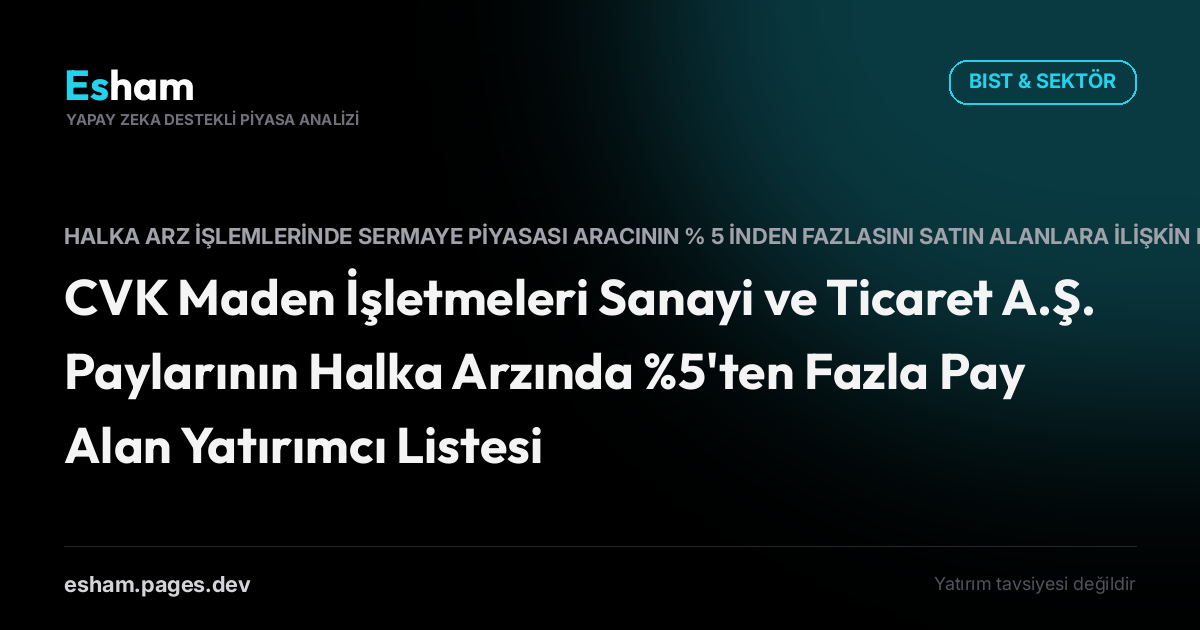 Esham
YAPAY ZEKA DESTEKLİ PİYASA ANALİZİ
BIST & SEKTÖR
HALKA ARZ İŞLEMLERİNDE SERMAYE PİYASASI ARACININ % 5 İNDEN FAZLASINI SATIN ALANLARA İLİŞKİN
CVK Maden İşletmeleri Sanayi ve Ticaret A.Ş.
Paylarının Halka Arzında %5'ten Fazla Pay
Alan Yatırımcı Listesi
esham.pages.dev
Yatırım tavsiyesi değildir